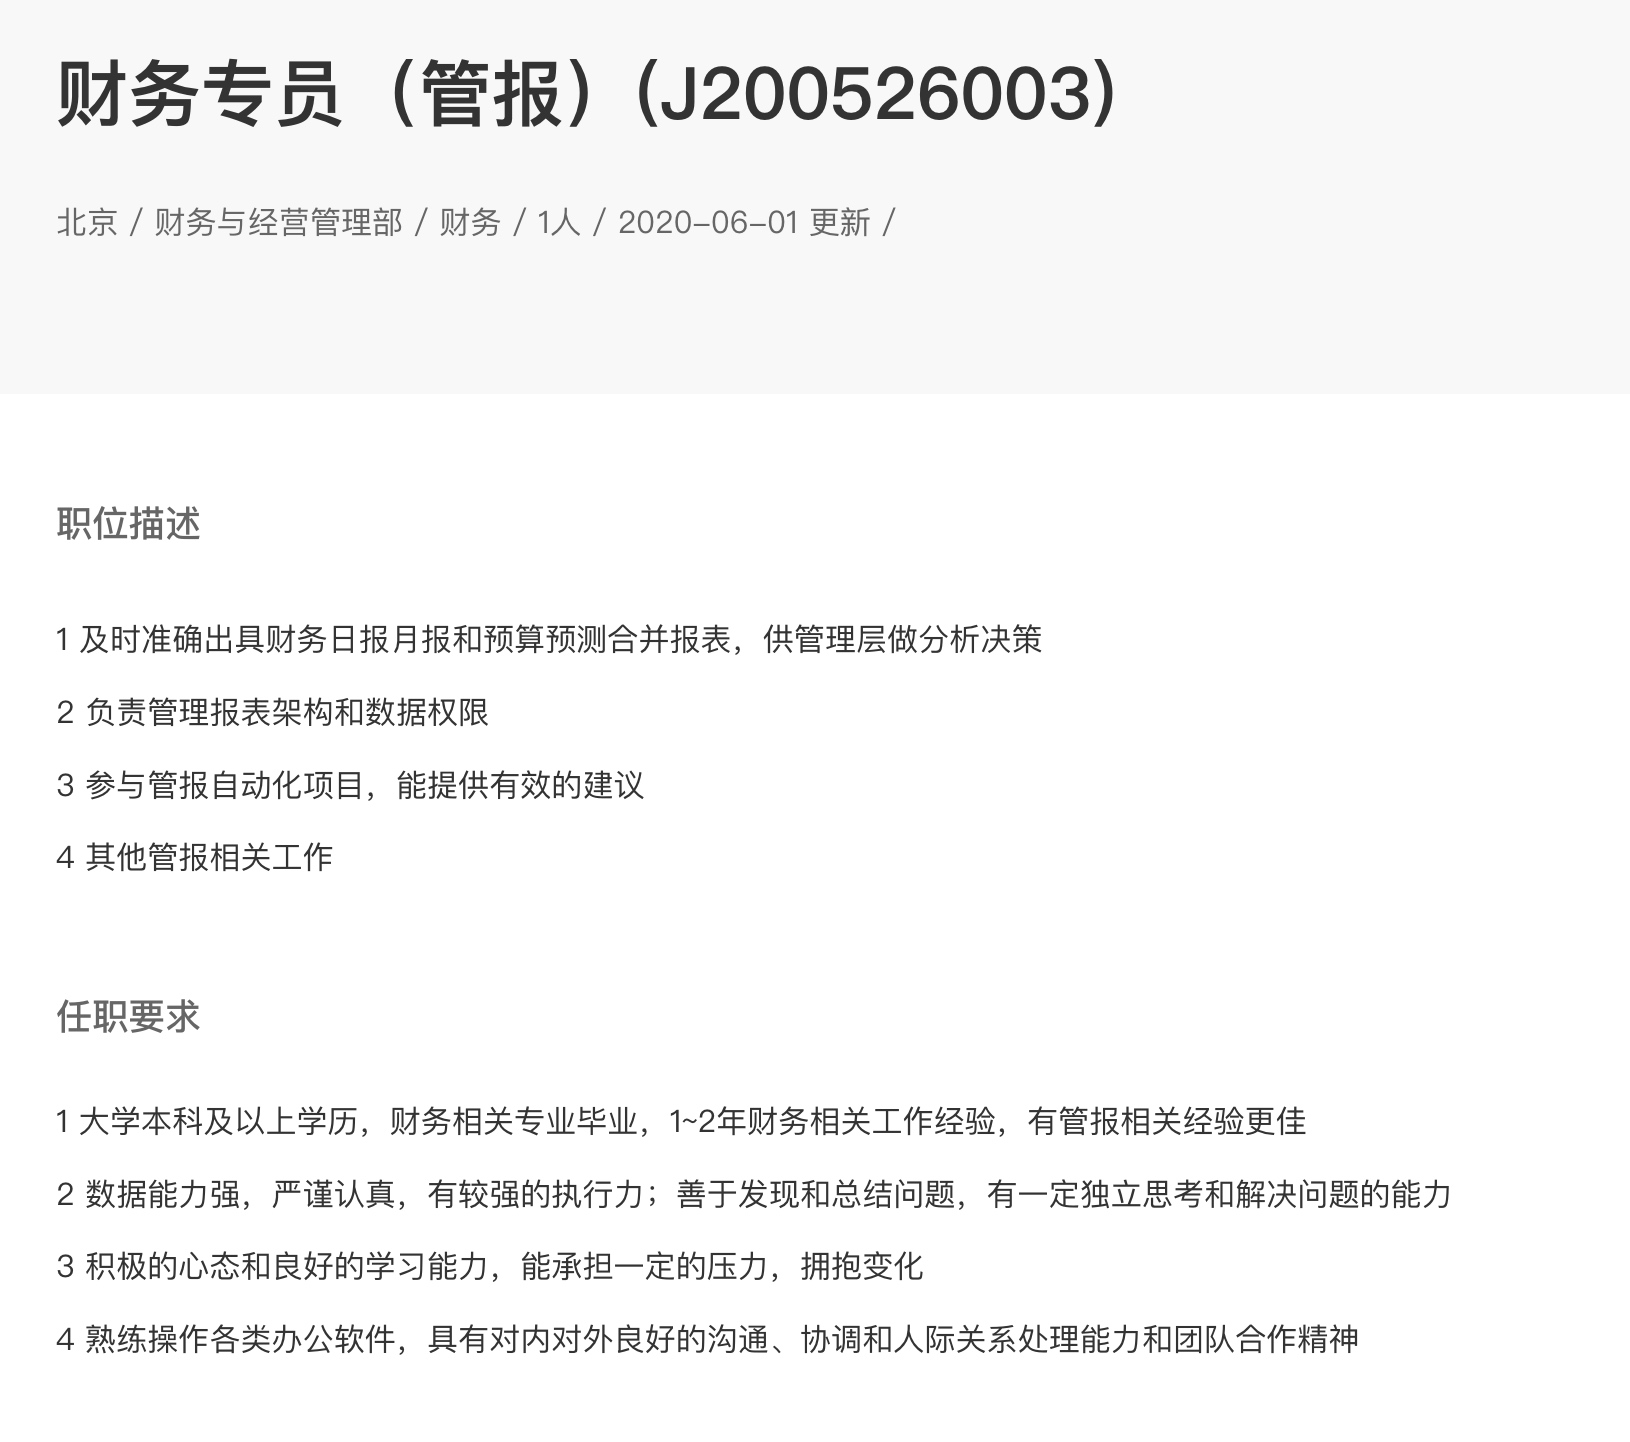 财务专员（管报）(J200526003)
北京 / 财务与经营管理部 / 财务 / 1人 / 2020-06-01 更新 /
职位描述
1 及时准确出具财务日报月报和预算预测合并报表，供管理层做分析决策
2 负责管理报表架构和数据权限
3 参与管报自动化项目，能提供有效的建议
4 其他管报相关工作
任职要求
1 大学本科及以上学历，财务相关专业毕业，1~2年财务相关工作经验，有管报相关经验更佳
2 数据能力强，严谨认真，有较强的执行力；善于发现和总结问题，有一定独立思考和解决问题的能力
3 积极的心态和良好的学习能力，能承担一定的压力，拥抱变化
4 熟练操作各类办公软件，具有对内对外良好的沟通、协调和人际关系处理能力和团队合作精神